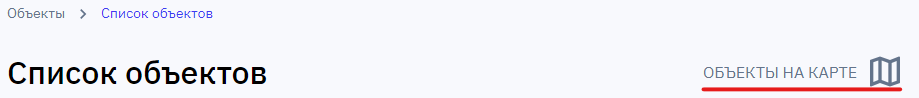 Объекты > Список объектов
Список объектов
ОБЪЕКТЫ НА КАРТЕ